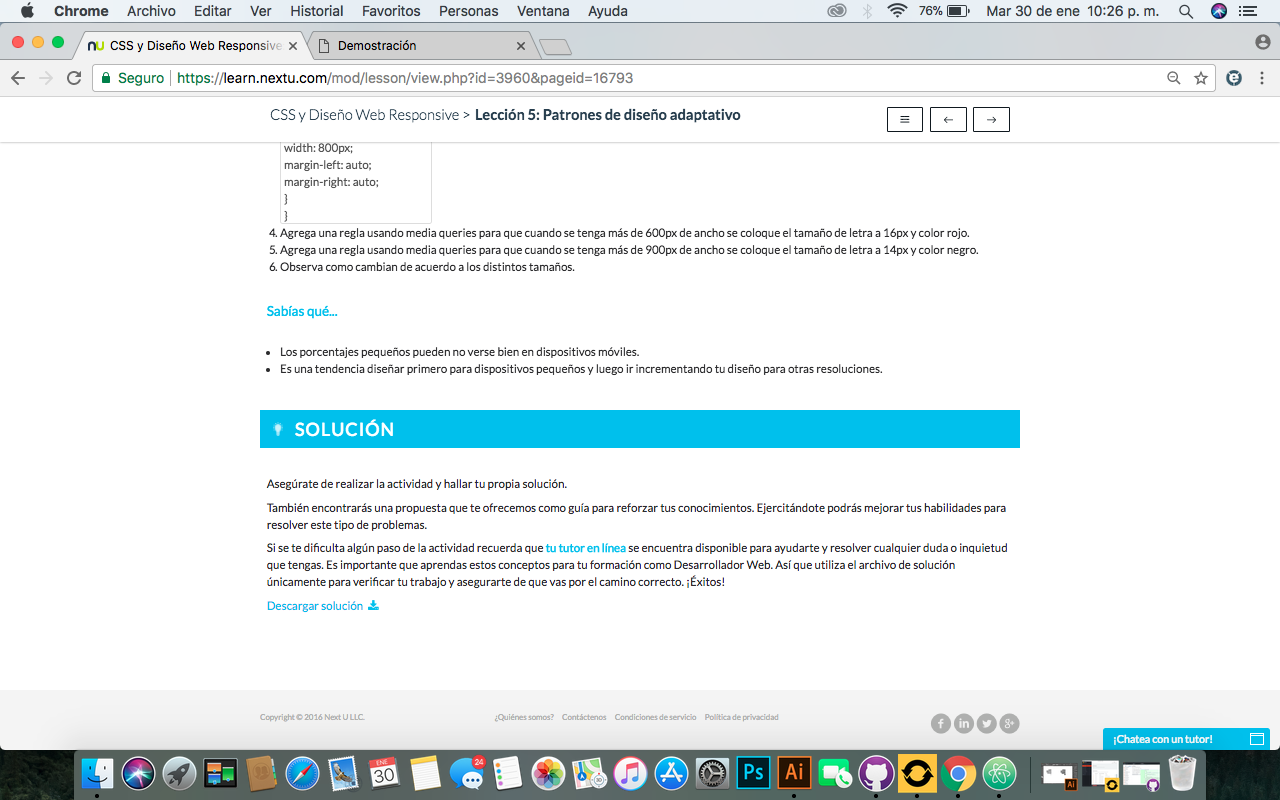 Chrome Archivo Editar Ver Historial Favoritos Personas Ventana Ayuda 76% Mar 30 de ene 10:26 p. m.
CSS y Diseño Web Responsive Demostración
Seguro https://learn.nextu.com/mod/lesson/view.php?id=3960&pageid=16793
CSS y Diseño Web Responsive > Lección 5: Patrones de diseño adaptativo
width: 800px;
margin-left: auto;
margin-right: auto;
}
}
4. Agrega una regla usando media queries para que cuando se tenga más de 600px de ancho se coloque el tamaño de letra a 16px y color rojo.
5. Agrega una regla usando media queries para que cuando se tenga más de 900px de ancho se coloque el tamaño de letra a 14px y color negro.
6. Observa como cambian de acuerdo a los distintos tamaños.
Sabías qué...
• Los porcentajes pequeños pueden no verse bien en dispositivos móviles.
• Es una tendencia diseñar primero para dispositivos pequeños y luego ir incrementando tu diseño para otras resoluciones.
SOLUCIÓN
Asegúrate de realizar la actividad y hallar tu propia solución.
También encontrarás una propuesta que te ofrecemos como guía para reforzar tus conocimientos. Ejercitándote podrás mejorar tus habilidades para
resolver este tipo de problemas.
Si se te dificulta algún paso de la actividad recuerda que tu tutor en línea se encuentra disponible para ayudarte y resolver cualquier duda o inquietud
que tengas. Es importante que aprendas estos conceptos para tu formación como Desarrollador Web. Así que utiliza el archivo de solución
únicamente para verificar tu trabajo y asegurarte de que vas por el camino correcto. ¡Éxitos!
Descargar solución
Copyright © 2016 Next U LLC. ¿Quiénes somos? Contáctenos Condiciones de servicio Política de privacidad
¡Chatea con un tutor!
ENE 30 24 Ps Ai